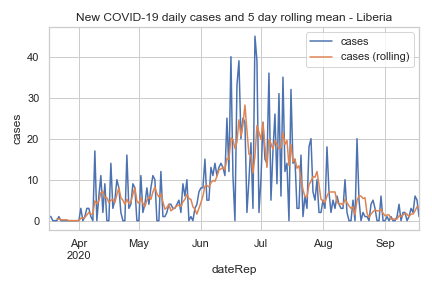 New COVID-19 daily cases and 5 day rolling mean - Liberia
cases
cases (rolling)
40
30
20
10
0
cases
Apr
2020
May
Jun
Jul
Aug
Sep
dateRep